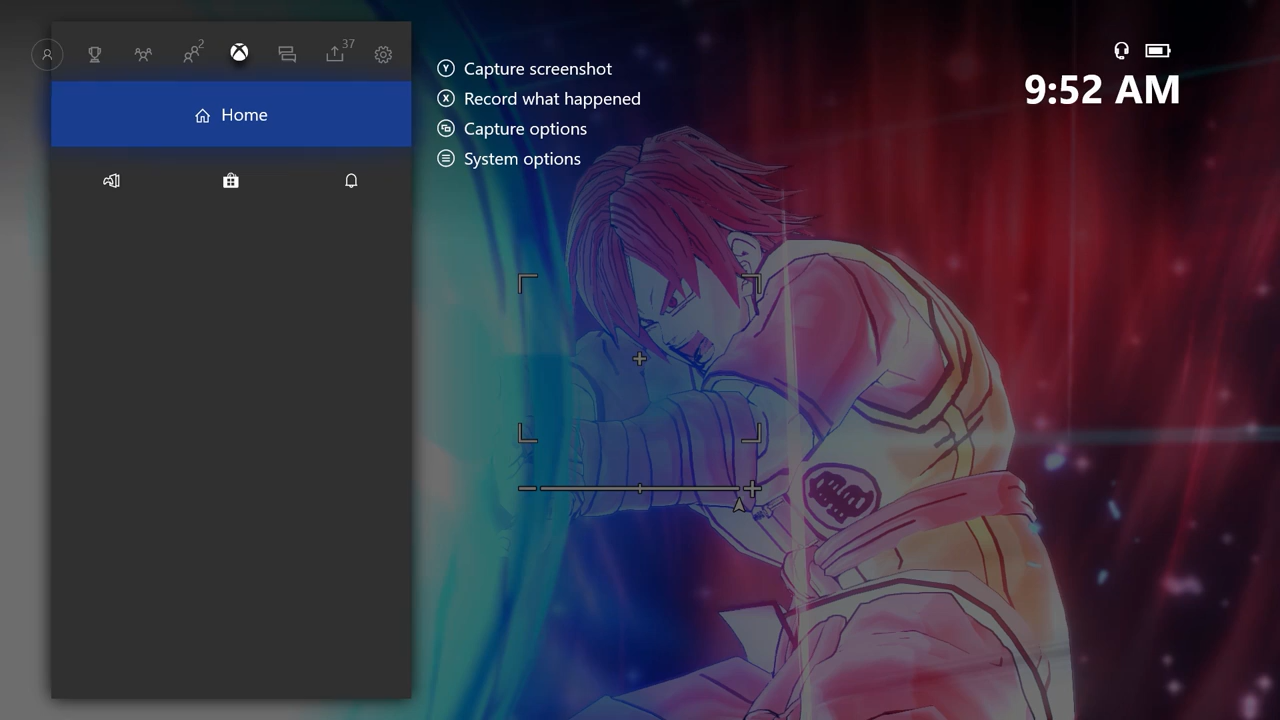 2
37
Home
Y Capture screenshot
X Record what happened
Capture options
System options
9:52 AM